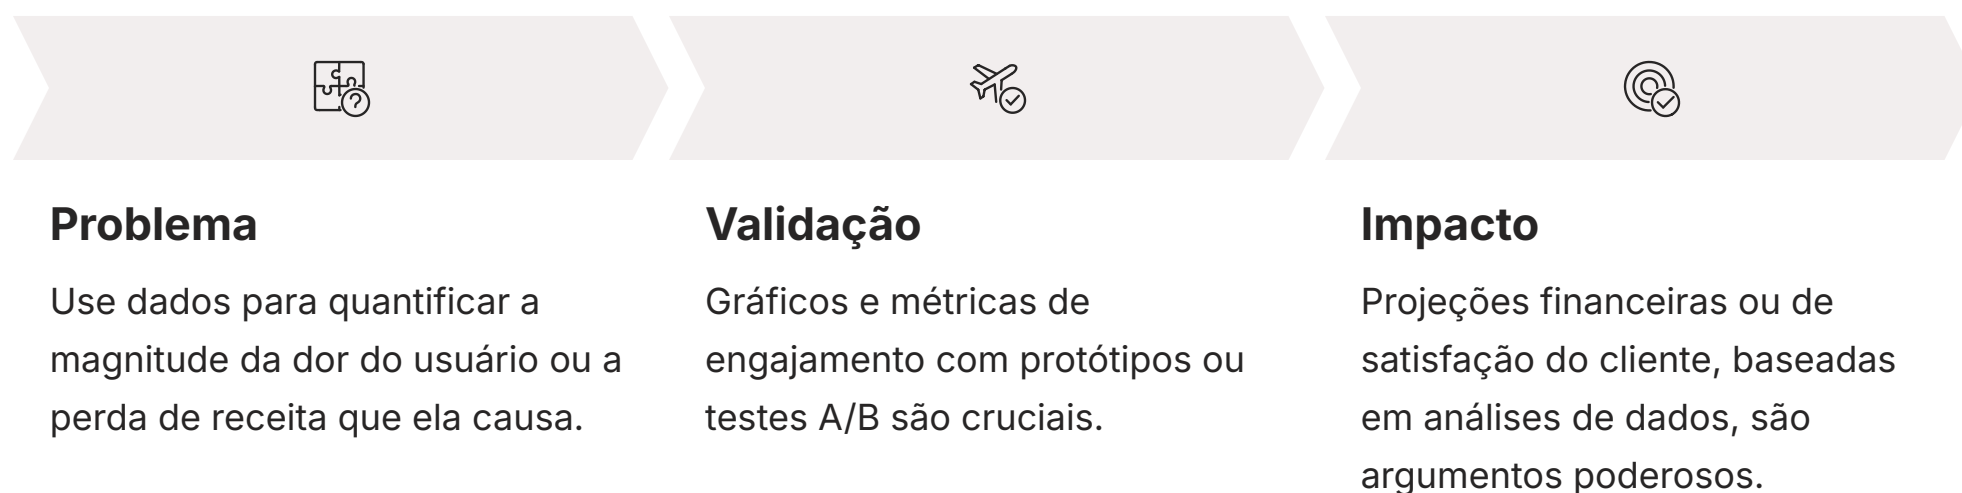 Problema
Use dados para quantificar a
magnitude da dor do usuário ou a
perda de receita que ela causa.
Validação
Gráficos e métricas de
engajamento com protótipos ou
testes A/B são cruciais.
Impacto
Projeções financeiras ou de
satisfação do cliente, baseadas
em análises de dados, são
argumentos poderosos.